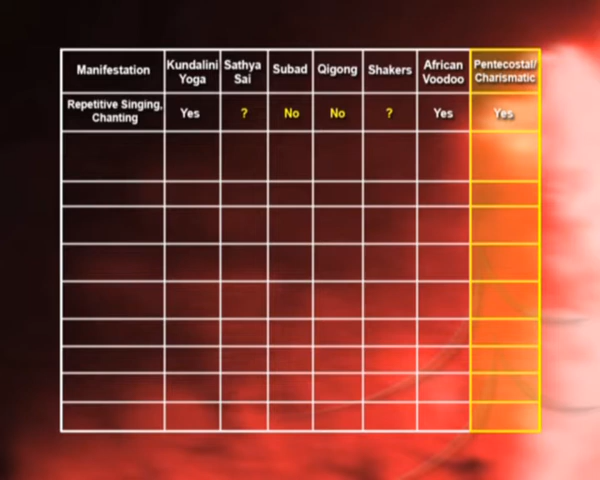 Manifestation Kundalini Yoga Sathya Sai Subad Qigong Shakers African Voodoo Pentecostal/ Charismatic
Repetitive Singing, Chanting Yes ? No No ? Yes Yes